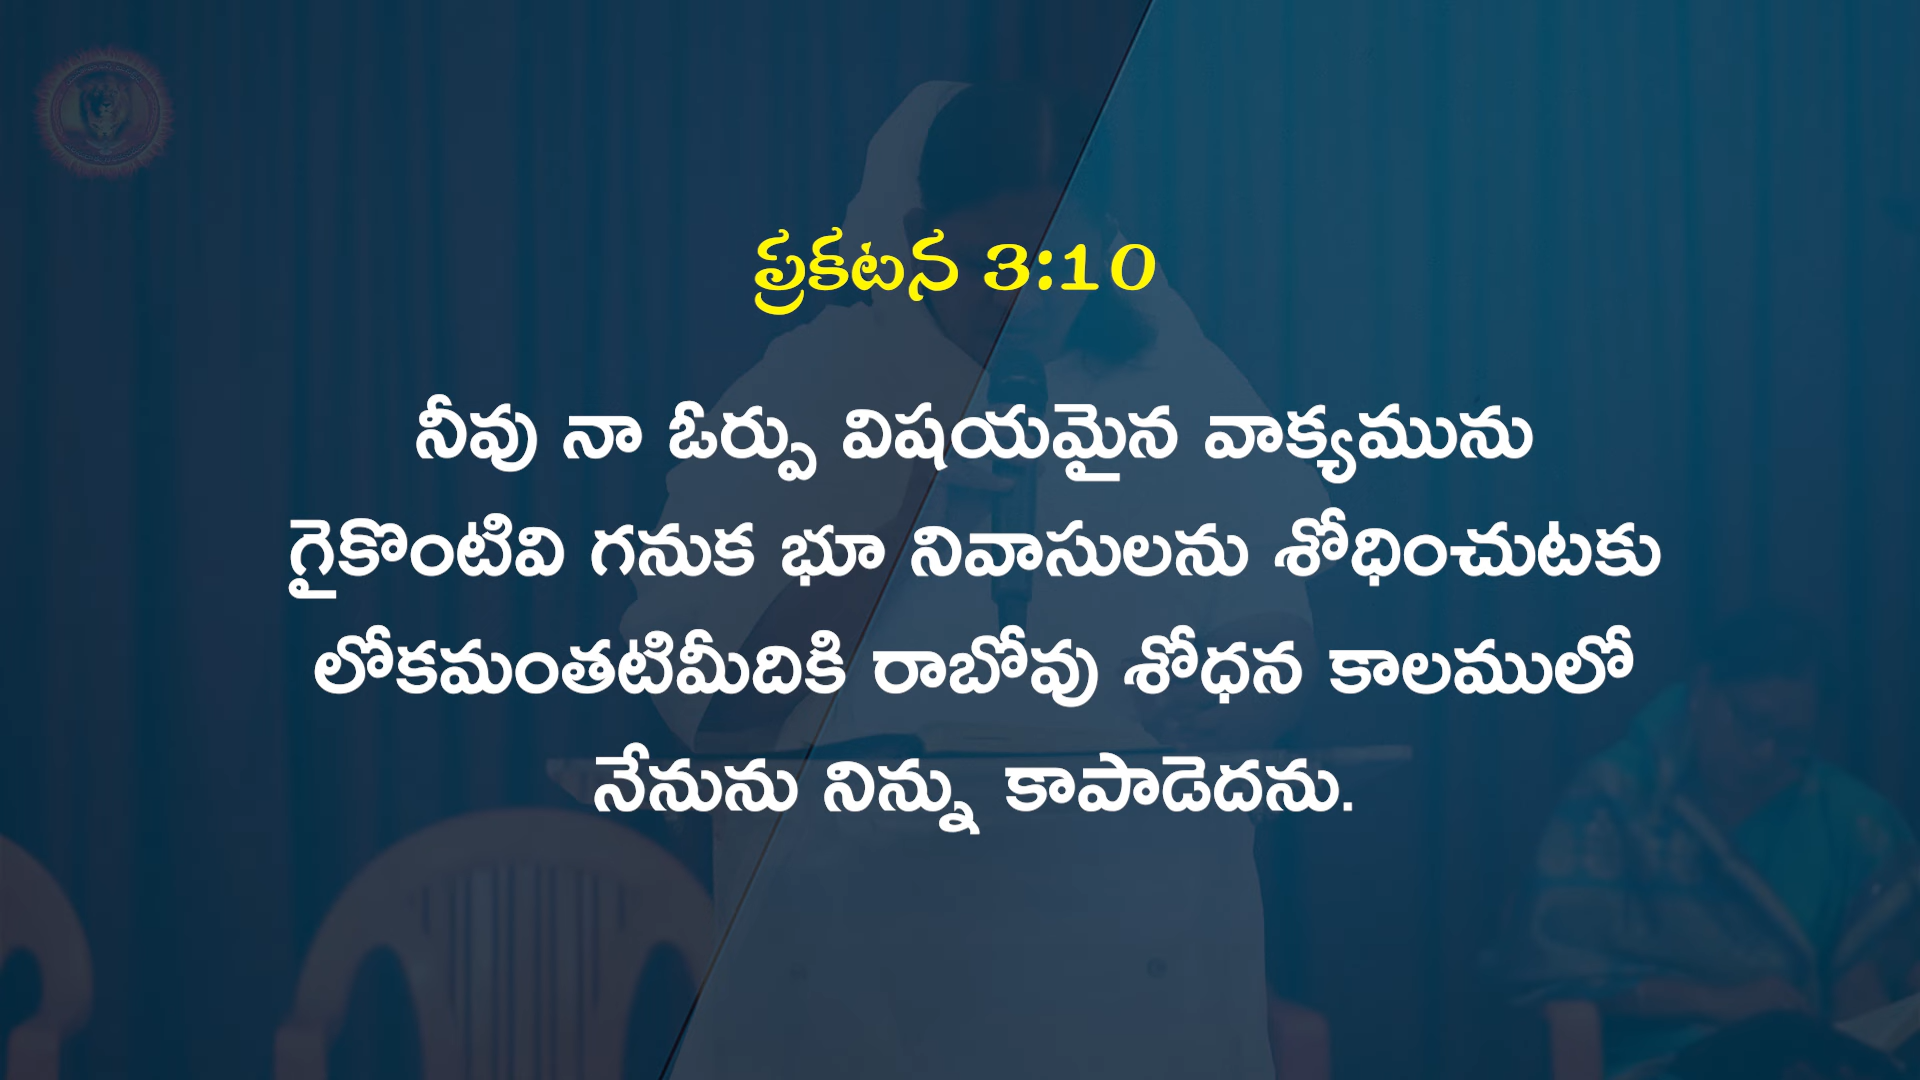 ప్రకటన 3:10
నీవు నా ఓర్పు విషయమైన వాక్యమును
గైకొంటివి గనుక భూ నివాసులను శోధించుటకు
లోకమంతటిమీదికి రాబోవు శోధన కాలములో
నేనును నిన్ను కాపాడెదను.